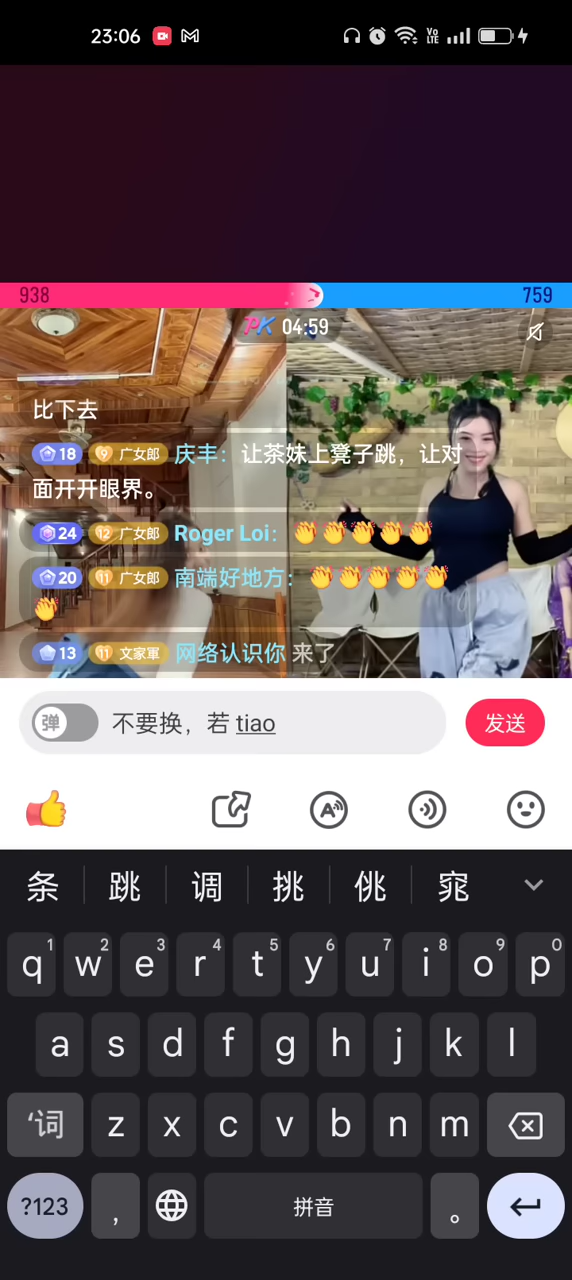 23:06 Vo LTE
938 759
PK 04:59
比下去
18 9 广女郎 庆丰：让茶妹上凳子跳，让对
面开开眼界。
24 12 广女郎 Roger Loi：👏👏👏👏👏
20 11 广女郎 南端好地方：👏👏👏👏👏
👏
13 11 文家軍 网络认识你 来了
弹 不要换，若 tiao 发送
A
条 跳 调 挑 佻 窕
1 2 3 4 5 6 7 8 9 0
q w e r t y u i o p
a s d f g h j k l
‘词 z x c v b n m
?123 , 拼音 。